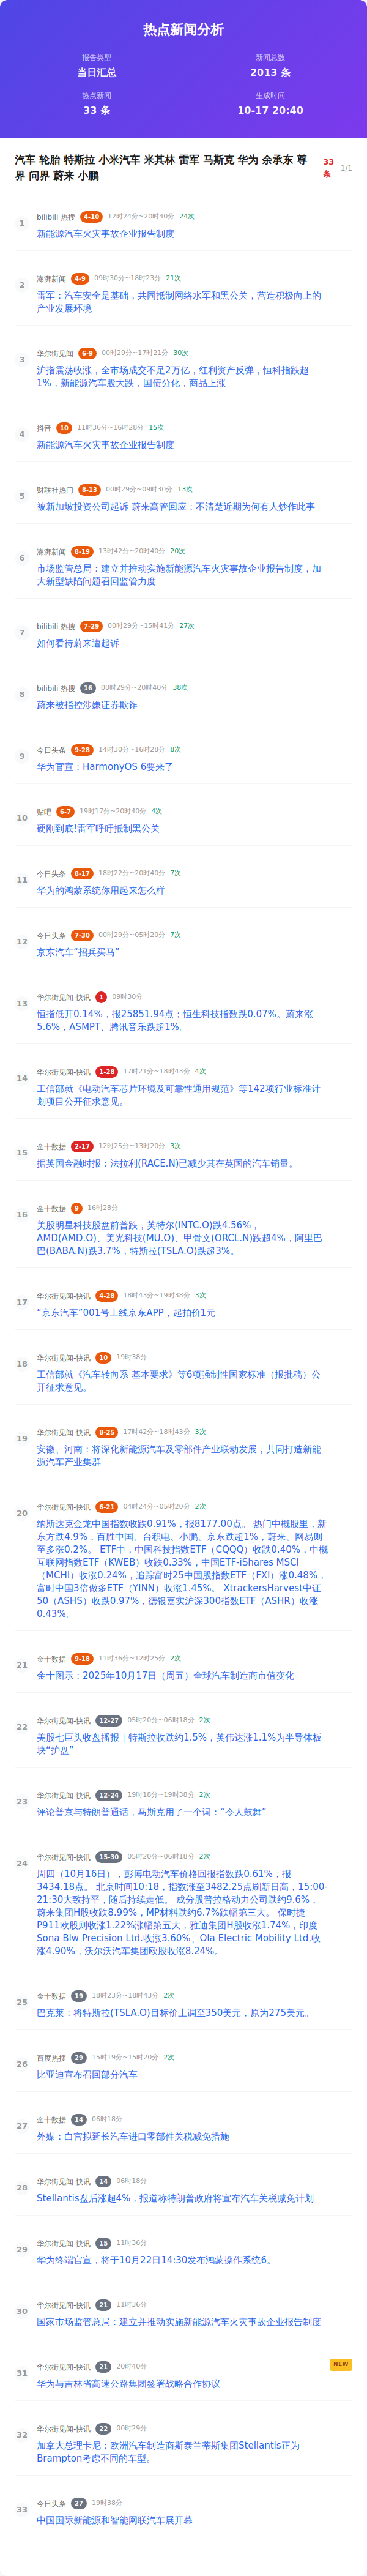 热点新闻分析
报告类型
当日汇总
新闻总数
2013 条
热点新闻
33 条
生成时间
10-17 20:40
汽车 轮胎 特斯拉 小米汽车 米其林 雷军 马斯克 华为 余承东 尊
界 问界 蔚来 小鹏
33
条
1/1
1
bilibili 热搜 4-10 12时24分~20时40分 24次
新能源汽车火灾事故企业报告制度
2
澎湃新闻 4-9 09时30分~18时23分 21次
雷军：汽车安全是基础，共同抵制网络水军和黑公关，营造积极向上的
产业发展环境
3
华尔街见闻 6-9 00时29分~17时21分 30次
沪指震荡收涨，全市场成交不足2万亿，红利资产反弹，恒科指跌超
1%，新能源汽车股大跌，国债分化，商品上涨
4
抖音 10 11时36分~16时28分 15次
新能源汽车火灾事故企业报告制度
5
财联社热门 8-13 00时29分~09时30分 13次
被新加坡投资公司起诉 蔚来高管回应：不清楚近期为何有人炒作此事
6
澎湃新闻 8-19 13时42分~20时40分 20次
市场监管总局：建立并推动实施新能源汽车火灾事故企业报告制度，加
大新型缺陷问题召回监管力度
7
bilibili 热搜 7-29 00时29分~15时41分 27次
如何看待蔚来遭起诉
8
bilibili 热搜 16 00时29分~20时40分 38次
蔚来被指控涉嫌证券欺诈
9
今日头条 9-28 14时30分~16时28分 8次
华为官宣：HarmonyOS 6要来了
10
贴吧 6-7 19时17分~20时40分 4次
硬刚到底!雷军呼吁抵制黑公关
11
今日头条 8-17 18时22分~20时40分 7次
华为的鸿蒙系统你用起来怎么样
12
今日头条 7-30 00时29分~05时20分 7次
京东汽车“招兵买马”
13
华尔街见闻-快讯 1 09时30分
恒指低开0.14%，报25851.94点；恒生科技指数跌0.07%。蔚来涨
5.6%，ASMPT、腾讯音乐跌超1%。
14
华尔街见闻-快讯 1-28 17时21分~18时43分 4次
工信部就《电动汽车芯片环境及可靠性通用规范》等142项行业标准计
划项目公开征求意见。
15
金十数据 2-17 12时25分~13时20分 3次
据英国金融时报：法拉利(RACE.N)已减少其在英国的汽车销量。
16
金十数据 9 16时28分
美股明星科技股盘前普跌，英特尔(INTC.O)跌4.56%，
AMD(AMD.O)、美光科技(MU.O)、甲骨文(ORCL.N)跌超4%，阿里巴
巴(BABA.N)跌3.7%，特斯拉(TSLA.O)跌超3%。
17
华尔街见闻-快讯 4-28 18时43分~19时38分 3次
“京东汽车”001号上线京东APP，起拍价1元
18
华尔街见闻-快讯 10 19时38分
工信部就《汽车转向系 基本要求》等6项强制性国家标准（报批稿）公
开征求意见。
19
华尔街见闻-快讯 8-25 17时42分~18时43分 3次
安徽、河南：将深化新能源汽车及零部件产业联动发展，共同打造新能
源汽车产业集群
20
华尔街见闻-快讯 6-21 04时24分~05时20分 2次
纳斯达克金龙中国指数收跌0.91%，报8177.00点。 热门中概股里，新
东方跌4.9%，百胜中国、台积电、小鹏、京东跌超1%，蔚来、网易则
至多涨0.2%。 ETF中，中国科技指数ETF（CQQQ）收跌0.40%，中概
互联网指数ETF（KWEB）收跌0.33%，中国ETF-iShares MSCI
（MCHI）收涨0.24%，追踪富时25中国股指数ETF（FXI）涨0.48%，
富时中国3倍做多ETF（YINN）收涨1.45%。 XtrackersHarvest中证
50（ASHS）收跌0.97%，德银嘉实沪深300指数ETF（ASHR）收涨
0.43%。
21
金十数据 9-18 11时36分~12时25分 2次
金十图示：2025年10月17日（周五）全球汽车制造商市值变化
22
华尔街见闻-快讯 12-27 05时20分~06时18分 2次
美股七巨头收盘播报｜特斯拉收跌约1.5%，英伟达涨1.1%为半导体板
块“护盘”
23
华尔街见闻-快讯 12-24 19时18分~19时38分 2次
评论普京与特朗普通话，马斯克用了一个词：“令人鼓舞”
24
华尔街见闻-快讯 15-30 05时20分~06时18分 2次
周四（10月16日），彭博电动汽车价格回报指数跌0.61%，报
3434.18点。 北京时间10:18，指数涨至3482.25点刷新日高，15:00-
21:30大致持平，随后持续走低。 成分股普拉格动力公司跌约9.6%，
蔚来集团H股收跌8.99%，MP材料跌约6.7%跌幅第三大。 保时捷
P911欧股则收涨1.22%涨幅第五大，雅迪集团H股收涨1.74%，印度
Sona Blw Precision Ltd.收涨3.60%、Ola Electric Mobility Ltd.收
涨4.90%，沃尔沃汽车集团欧股收涨8.24%。
25
金十数据 19 18时23分~18时43分 2次
巴克莱：将特斯拉(TSLA.O)目标价上调至350美元，原为275美元。
26
百度热搜 29 15时19分~15时20分 2次
比亚迪宣布召回部分汽车
27
金十数据 14 06时18分
外媒：白宫拟延长汽车进口零部件关税减免措施
28
华尔街见闻-快讯 14 06时18分
Stellantis盘后涨超4%，报道称特朗普政府将宣布汽车关税减免计划
29
华尔街见闻-快讯 15 11时36分
华为终端官宣，将于10月22日14:30发布鸿蒙操作系统6。
30
华尔街见闻-快讯 21 11时36分
国家市场监管总局：建立并推动实施新能源汽车火灾事故企业报告制度
31
华尔街见闻-快讯 21 20时40分
NEW
华为与吉林省高速公路集团签署战略合作协议
32
华尔街见闻-快讯 22 00时29分
加拿大总理卡尼：欧洲汽车制造商斯泰兰蒂斯集团Stellantis正为
Brampton考虑不同的车型。
33
今日头条 27 19时38分
中国国际新能源和智能网联汽车展开幕